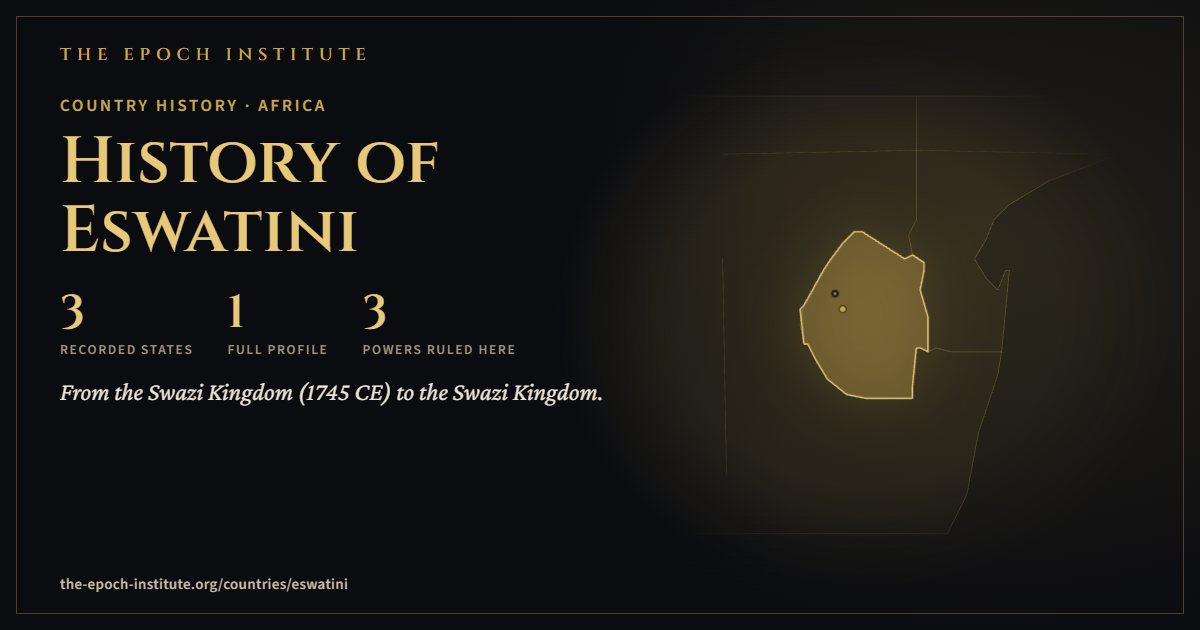 THE EPOCH INSTITUTE
COUNTRY HISTORY · AFRICA
History of
Eswatini
3 1 3
RECORDED STATES FULL PROFILE POWERS RULED HERE
From the Swazi Kingdom (1745 CE) to the Swazi Kingdom.
the-epoch-institute.org/countries/eswatini